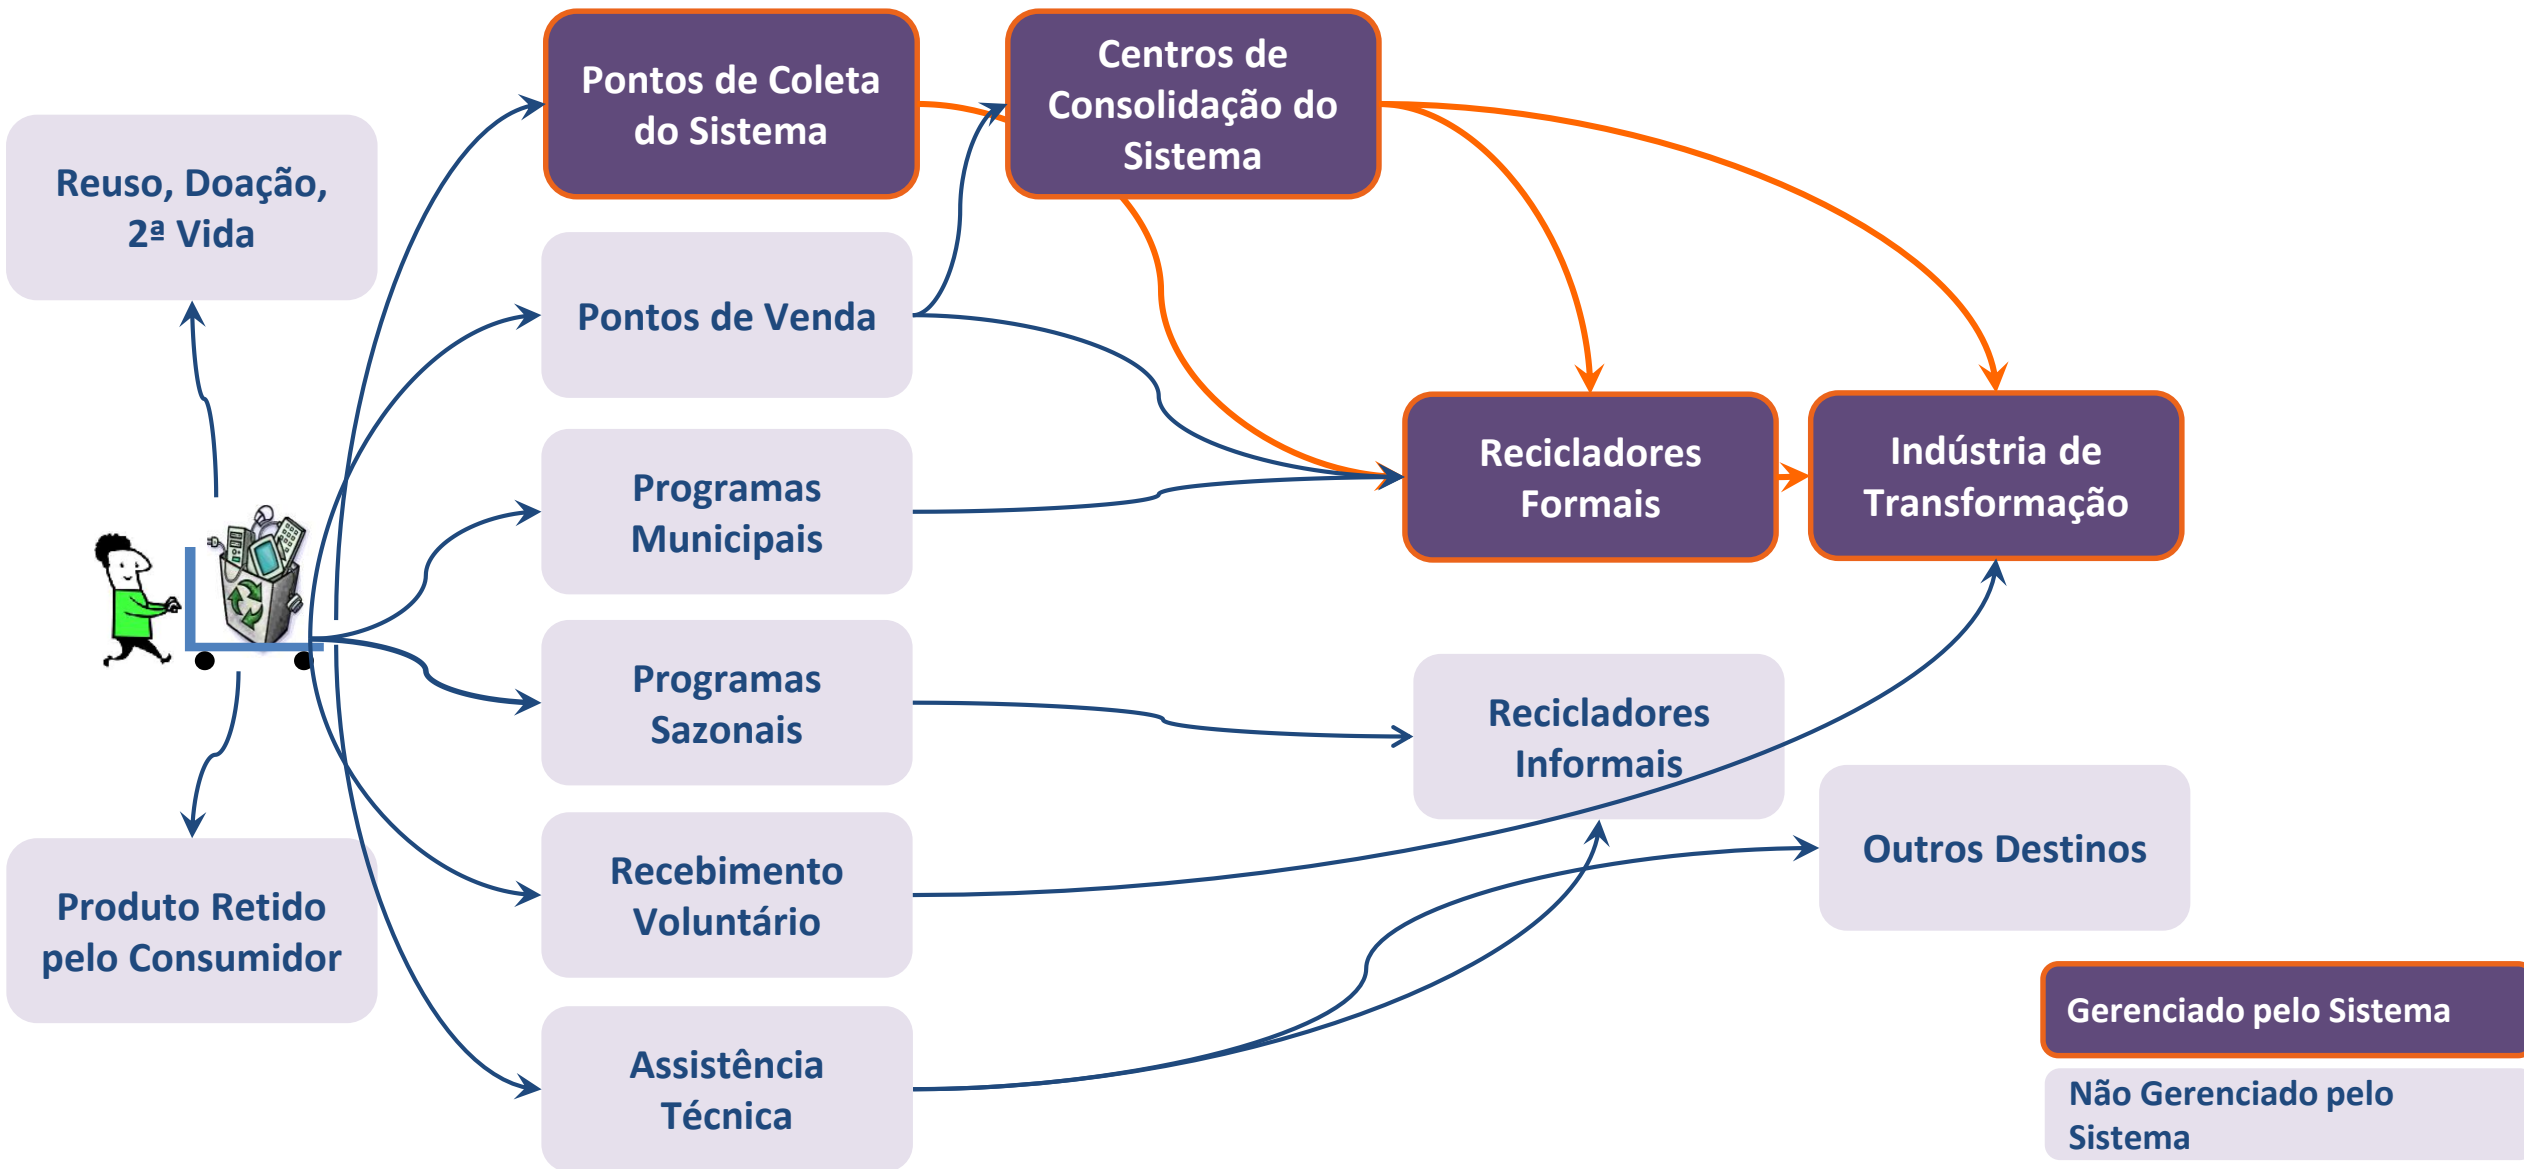 Pontos de Coleta
do Sistema
Centros de
Consolidação do
Sistema
Reuso, Doação,
2ª Vida
Pontos de Venda
Programas
Municipais
Recicladores
Formais
Indústria de
Transformação
Programas
Sazonais
Recicladores
Informais
Produto Retido
pelo Consumidor
Recebimento
Voluntário
Outros Destinos
Assistência
Técnica
Gerenciado pelo Sistema
Não Gerenciado pelo
Sistema